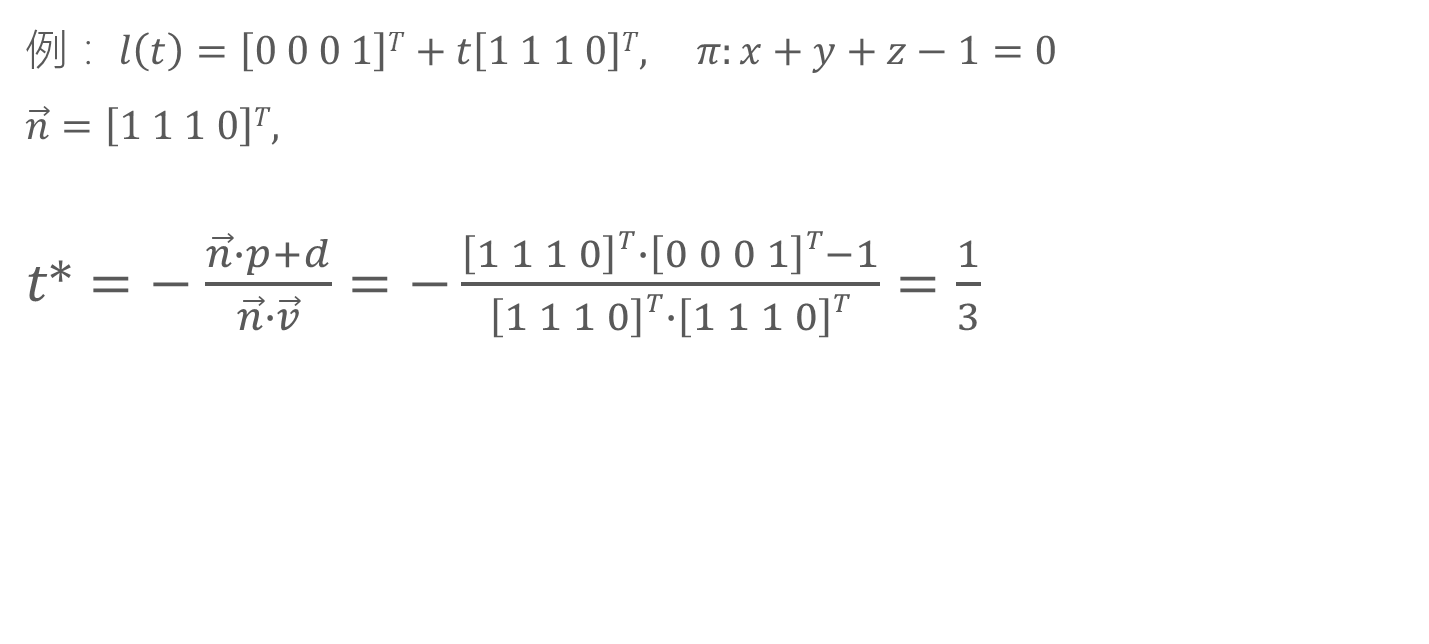 例： l(t) = [0 0 0 1]ᵀ + t[1 1 1 0]ᵀ, π: x + y + z − 1 = 0
n⃗ = [1 1 1 0]ᵀ,
t* = − (n⃗·p+d)/(n⃗·v⃗) = − ([1 1 1 0]ᵀ·[0 0 0 1]ᵀ−1)/([1 1 1 0]ᵀ·[1 1 1 0]ᵀ) = 1/3